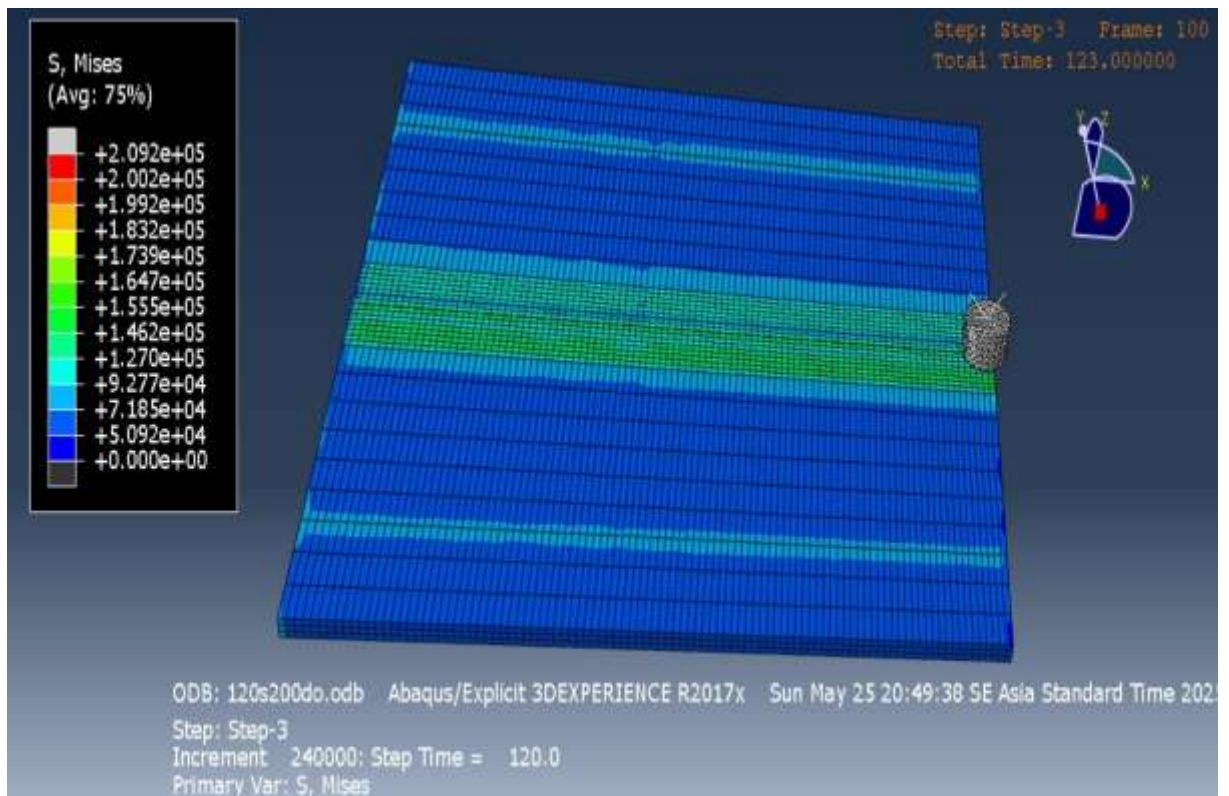 Step: Step-3 Frame: 100
Total Time: 123.000000
S, Mises
(Avg: 75%)
+2.092e+05
+2.002e+05
+1.992e+05
+1.832e+05
+1.739e+05
+1.647e+05
+1.555e+05
+1.462e+05
+1.270e+05
+9.277e+04
+7.185e+04
+5.092e+04
+0.000e+00
Y Z
X
ODB: 120s200do.odb Abaqus/Explicit 3DEXPERIENCE R2017x Sun May 25 20:49:38 SE Asia Standard Time 202
Step: Step-3
Increment 240000: Step Time = 120.0
Primary Var: S, Mises